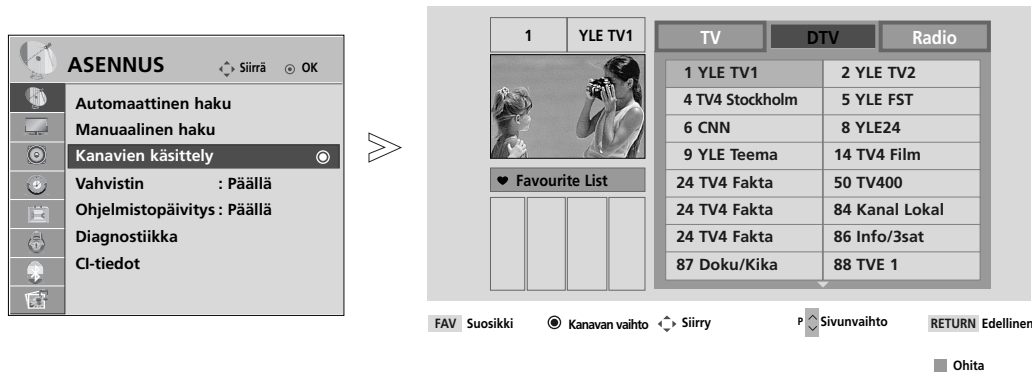 ASENNUS
Siirrä
OK
Automaattinen haku
Manuaalinen haku
Kanavien käsittely
Vahvistin : Päällä
Ohjelmistopäivitys : Päällä
Diagnostiikka
CI-tiedot
1 YLE TV1
TV DTV Radio
1 YLE TV1 2 YLE TV2
4 TV4 Stockholm 5 YLE FST
6 CNN 8 YLE24
9 YLE Teema 14 TV4 Film
24 TV4 Fakta 50 TV400
24 TV4 Fakta 84 Kanal Lokal
24 TV4 Fakta 86 Info/3sat
87 Doku/Kika 88 TVE 1
Favourite List
FAV Suosikki Kanavan vaihto Siirry P Sivunvaihto RETURN Edellinen
Ohita